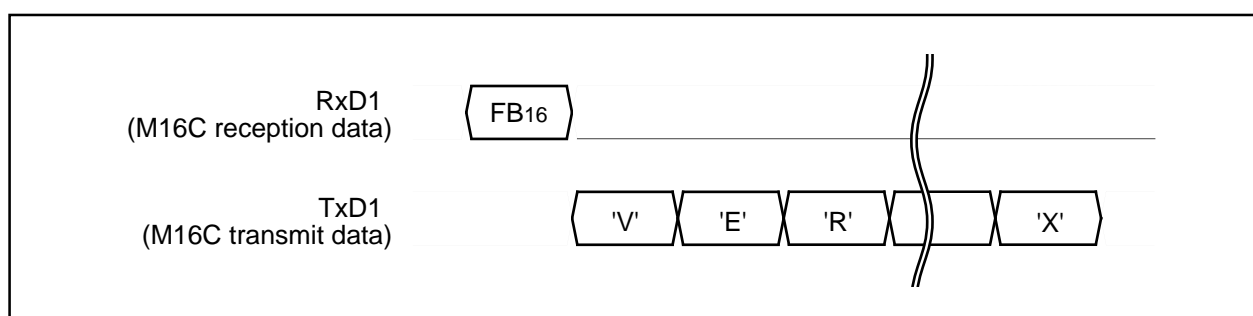 RxD1
(M16C reception data)
FB16
TxD1
(M16C transmit data)
'V' 'E' 'R' 'X'